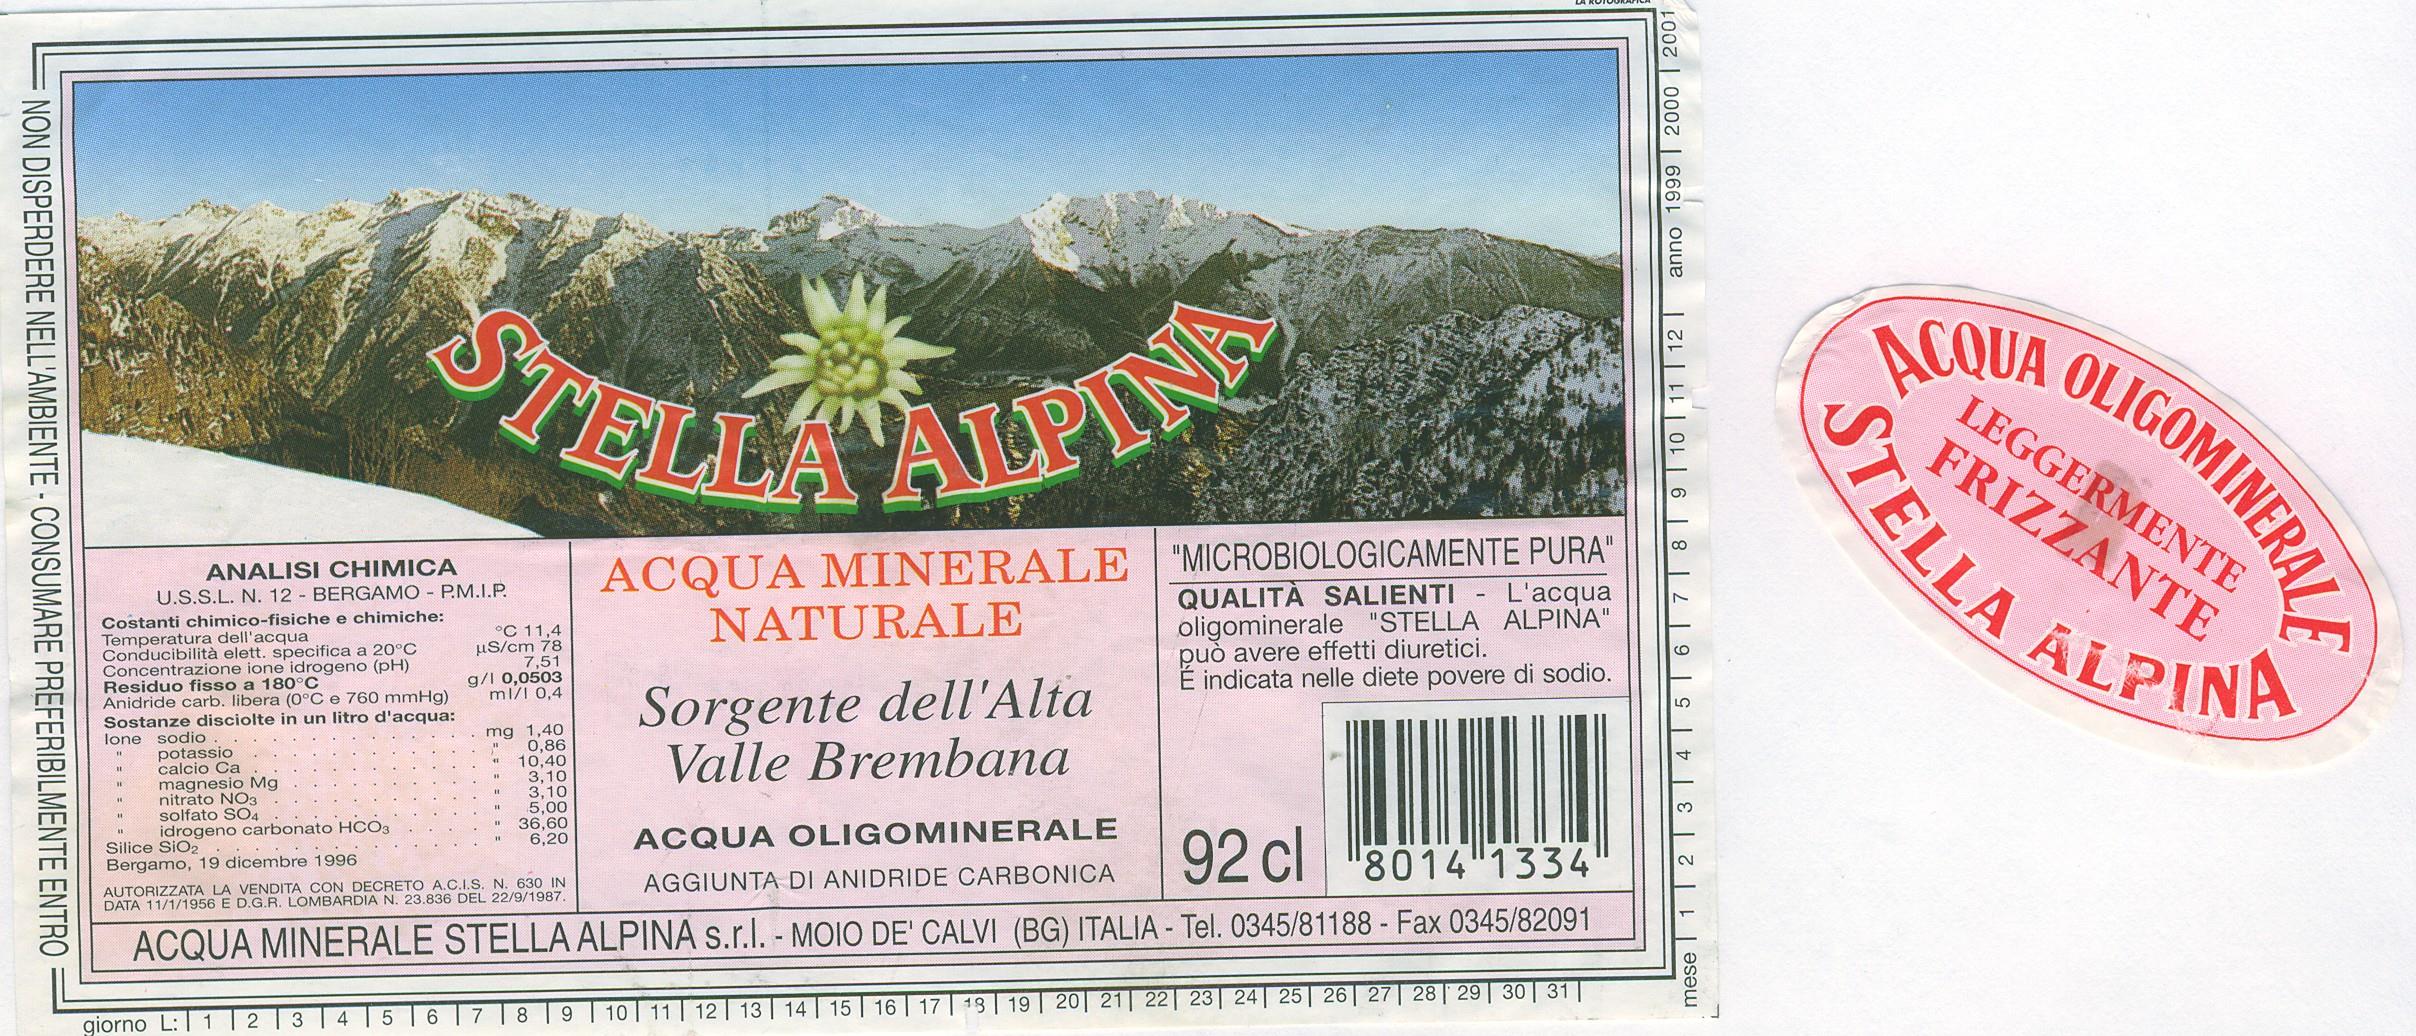 LA ROTOGRAFICA
NON DISPERDERE NELL'AMBIENTE - CONSUMARE PREFERIBILMENTE ENTRO
STELLA ALPINA
ANALISI CHIMICA
U.S.S.L. N. 12 - BERGAMO - P.M.I.P.
Costanti chimico-fisiche e chimiche:
Temperatura dell'acqua °C 11,4
Conducibilità elett. specifica a 20°C µS/cm 78
Concentrazione ione idrogeno (pH) 7,51
Residuo fisso a 180°C g/l 0,0503
Anidride carb. libera (0°C e 760 mmHg) ml/l 0,4
Sostanze disciolte in un litro d'acqua:
Ione sodio . . . . . . . . . . . . . . . . . . mg 1,40
" potassio . . . . . . . . . . . . . . . . " 0,86
" calcio Ca . . . . . . . . . . . . . . . " 10,40
" magnesio Mg . . . . . . . . . . . . " 3,10
" nitrato NO₃ . . . . . . . . . . . . . . " 3,10
" solfato SO₄ . . . . . . . . . . . . . . " 5,00
" idrogeno carbonato HCO₃ . . . . . " 36,60
Silice SiO₂ . . . . . . . . . . . . . . . . . . " 6,20
Bergamo, 19 dicembre 1996
AUTORIZZATA LA VENDITA CON DECRETO A.C.I.S. N. 630 IN
DATA 11/1/1956 E D.G.R. LOMBARDIA N. 23.836 DEL 22/9/1987.
ACQUA MINERALE
NATURALE
Sorgente dell'Alta
Valle Brembana
ACQUA OLIGOMINERALE
AGGIUNTA DI ANIDRIDE CARBONICA
"MICROBIOLOGICAMENTE PURA"
QUALITÀ SALIENTI - L'acqua
oligominerale "STELLA ALPINA"
può avere effetti diuretici.
É indicata nelle diete povere di sodio.
92 cl
8014 1334
ACQUA MINERALE STELLA ALPINA s.r.l. - MOIO DE' CALVI (BG) ITALIA - Tel. 0345/81188 - Fax 0345/82091
giorno L: | 1 | 2 | 3 | 4 | 5 | 6 | 7 | 8 | 9 | 10 | 11 | 12 | 13 | 14 | 15 | 16 | 17 | 18 | 19 | 20 | 21 | 22 | 23 | 24 | 25 | 26 | 27 | 28 | 29 | 30 | 31 |
mese | 1 | 2 | 3 | 4 | 5 | 6 | 7 | 8 | 9 | 10 | 11 | 12 | anno 1999 | 2000 | 2001
ACQUA OLIGOMINERALE
LEGGERMENTE
FRIZZANTE
STELLA ALPINA